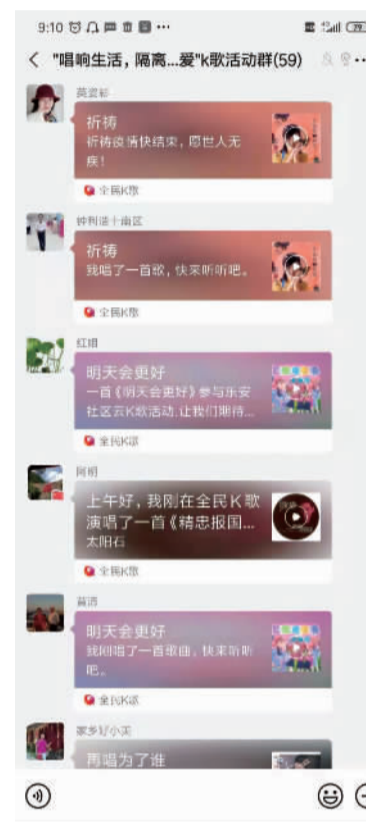 9:10
79
"唱响生活，隔离...爱"k歌活动群(59)
祈祷
祈祷疫情快结束，愿世人无
疾！
全民K歌
祈祷
我唱了一首歌，快来听听吧。
全民K歌
红姐
明天会更好
一首《明天会更好》参与乐安
社区云K歌活动.让我们期待...
全民K歌
阿明
上午好，我刚在全民K歌
演唱了一首《精忠报国...
太阳石
全民K歌
明天会更好
我刚唱了一首歌曲，快来听听
吧。
全民K歌
家乡好小美
再唱为了谁